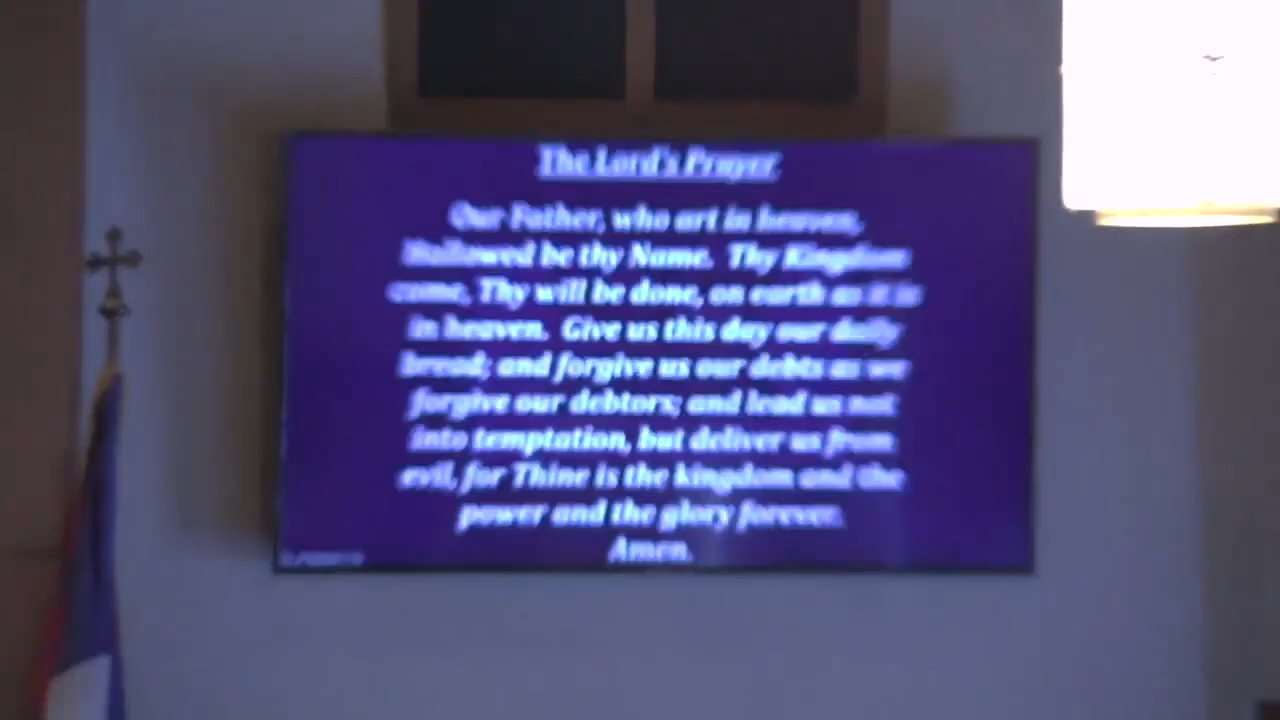 The Lord's Prayer
Our Father, who art in heaven,
Hallowed be thy Name. Thy Kingdom
come, Thy will be done, on earth as it is
in heaven. Give us this day our daily
bread; and forgive us our debts as we
forgive our debtors; and lead us not
into temptation, but deliver us from
evil, for Thine is the kingdom and the
power and the glory forever.
Amen.